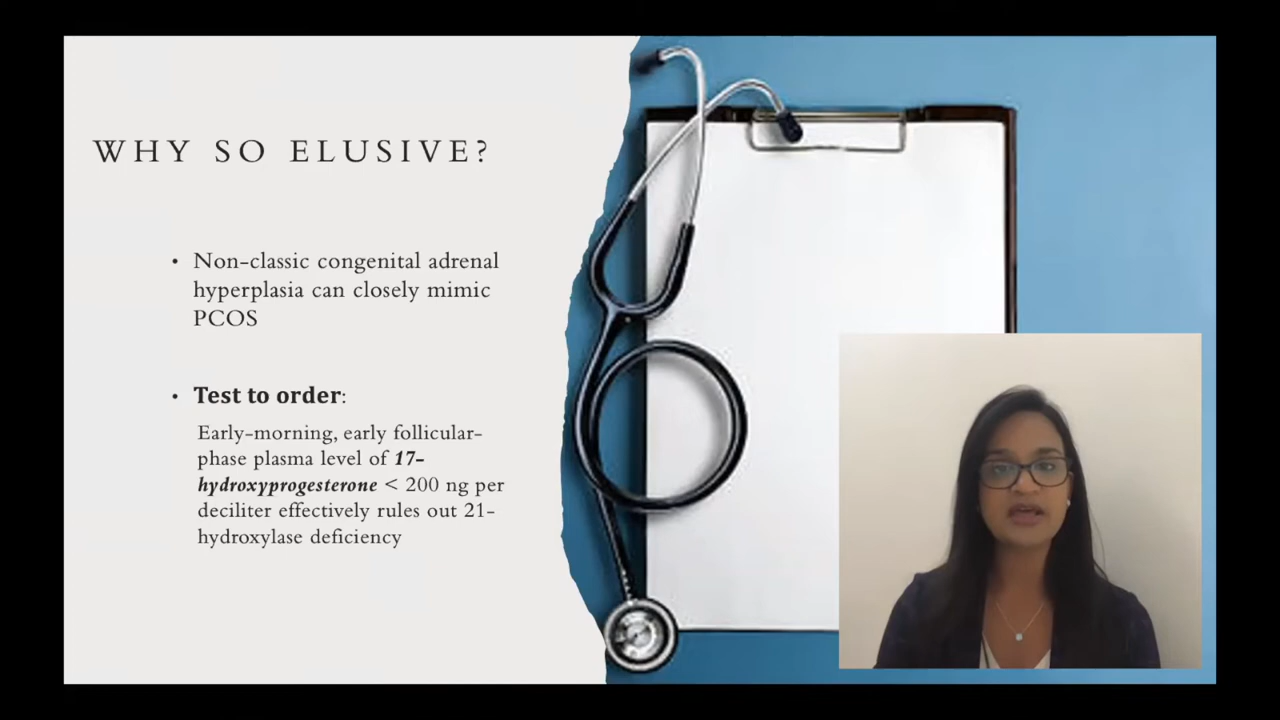 WHY SO ELUSIVE?
• Non-classic congenital adrenal
hyperplasia can closely mimic
PCOS
• Test to order:
Early-morning, early follicular-
phase plasma level of 17-
hydroxyprogesterone < 200 ng per
deciliter effectively rules out 21-
hydroxylase deficiency